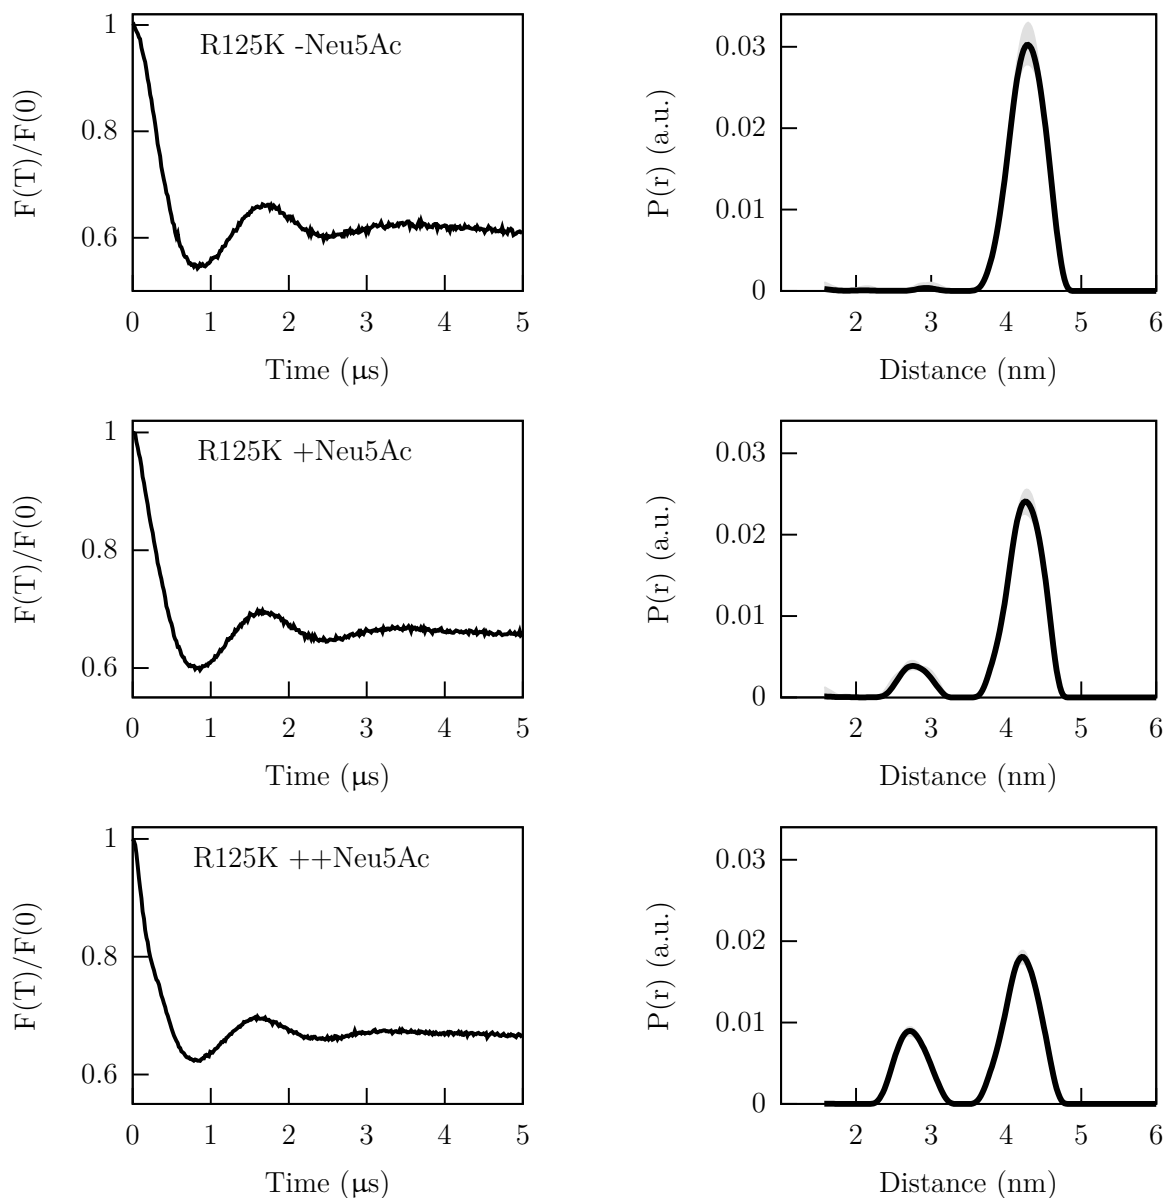 R125K -Neu5Ac
F(T)/F(0)
1
0.8
0.6
0 1 2 3 4 5
Time (µs)
P(r) (a.u.)
0.03
0.02
0.01
0
2 3 4 5 6
Distance (nm)
R125K +Neu5Ac
F(T)/F(0)
1
0.8
0.6
0 1 2 3 4 5
Time (µs)
P(r) (a.u.)
0.03
0.02
0.01
0
2 3 4 5 6
Distance (nm)
R125K ++Neu5Ac
F(T)/F(0)
1
0.8
0.6
0 1 2 3 4 5
Time (µs)
P(r) (a.u.)
0.03
0.02
0.01
0
2 3 4 5 6
Distance (nm)